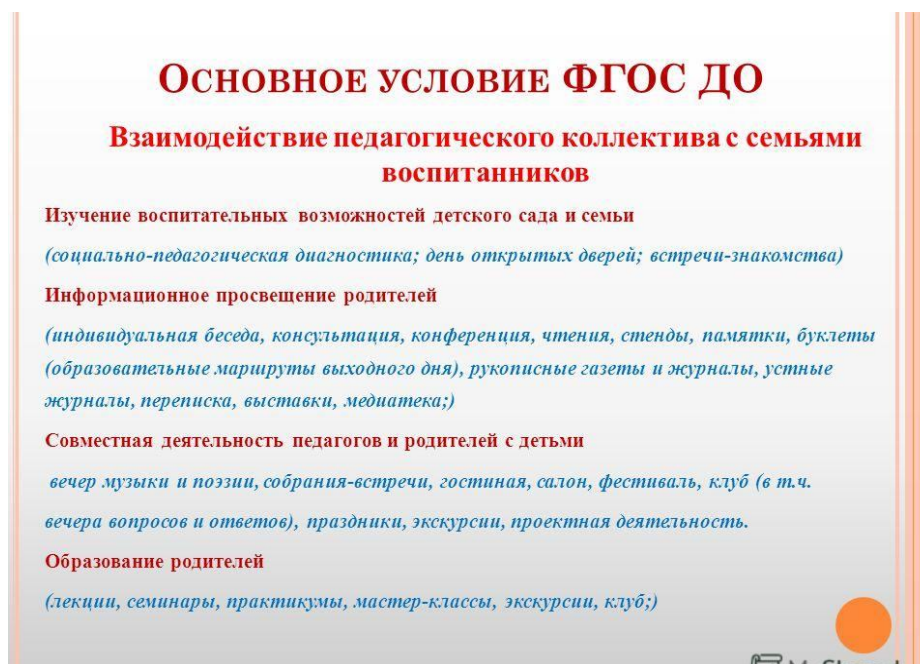 ОСНОВНОЕ УСЛОВИЕ ФГОС ДО
Взаимодействие педагогического коллектива с семьями
воспитанников
Изучение воспитательных возможностей детского сада и семьи
(социально-педагогическая диагностика; день открытых дверей; встречи-знакомства)
Информационное просвещение родителей
(индивидуальная беседа, консультация, конференция, чтения, стенды, памятки, буклеты
(образовательные маршруты выходного дня), рукописные газеты и журналы, устные
журналы, переписка, выставки, медиатека;)
Совместная деятельность педагогов и родителей с детьми
вечер музыки и поэзии, собрания-встречи, гостиная, салон, фестиваль, клуб (в т.ч.
вечера вопросов и ответов), праздники, экскурсии, проектная деятельность.
Образование родителей
(лекции, семинары, практикумы, мастер-классы, экскурсии, клуб;)